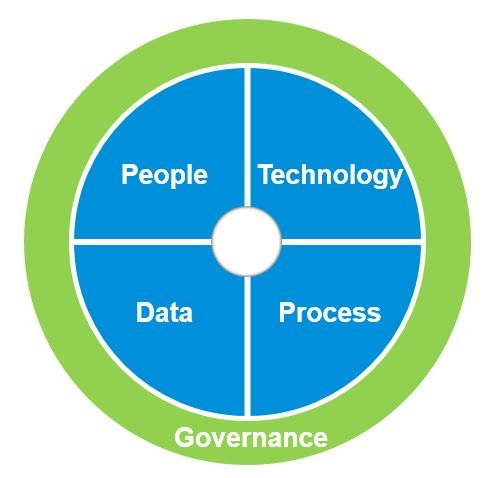 People
Technology
Data
Process
Governance